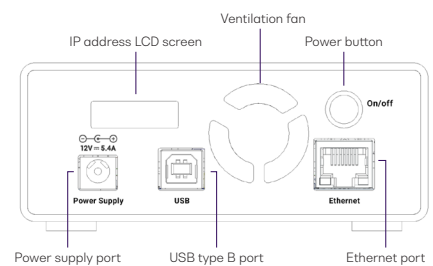 Ventilation fan
IP address LCD screen
Power button
On/off
12V⎓5.4A
Power Supply
USB
Ethernet
Power supply port
USB type B port
Ethernet port